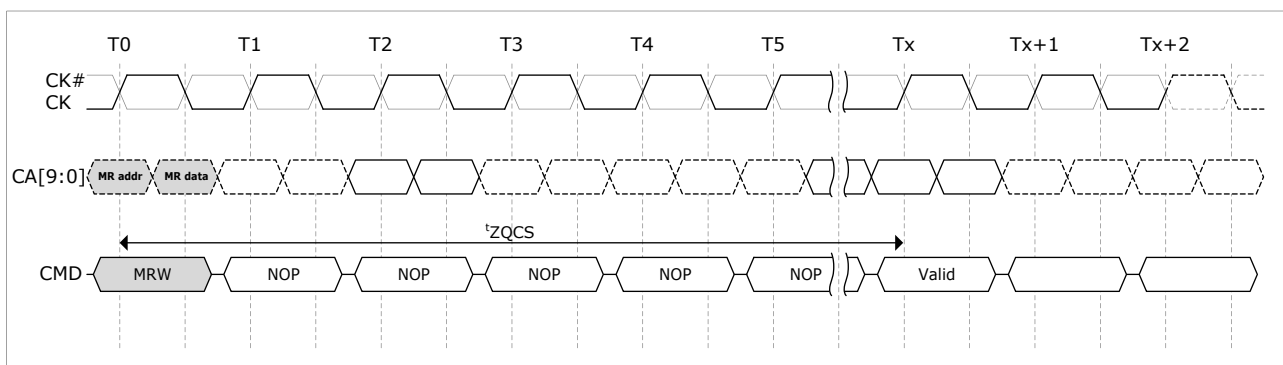 T0 T1 T2 T3 T4 T5 Tx Tx+1 Tx+2
CK#
CK
CA[9:0] MR addr MR data
tZQCS
CMD MRW NOP NOP NOP NOP NOP Valid